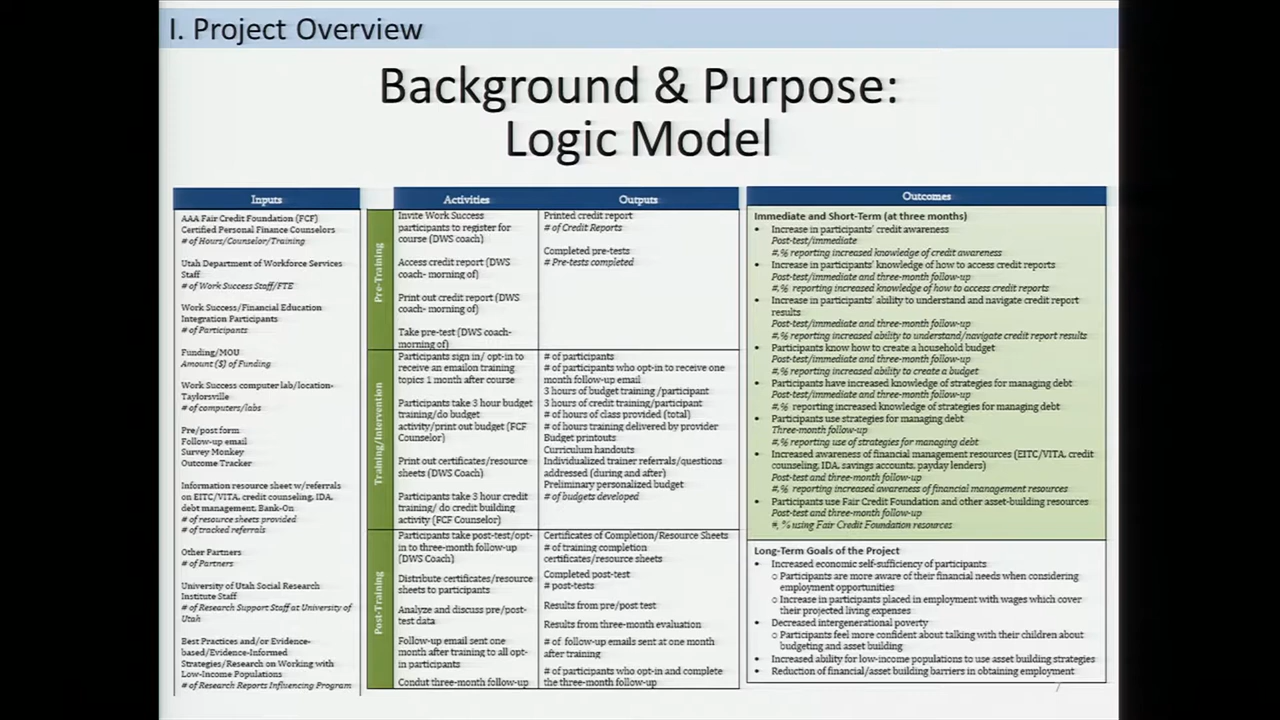 I. Project Overview
Background & Purpose:
Logic Model
Inputs
AAA Fair Credit Foundation (FCF)
Certified Personal Finance Counselors
# of Hours/Counselor/Training
Utah Department of Workforce Services
Staff
# of Work Success Staff/FTE
Work Success/Financial Education
Integration Participants
# of Participants
Funding/MOU
Amount ($) of Funding
Work Success computer lab/location-
Taylorsville
# of computers/labs
Pre/post form
Follow-up email
Survey Monkey
Outcome Tracker
Information resource sheet w/referrals
on EITC/VITA, credit counseling, IDA,
debt management, Bank-On
# of resource sheets provided
# of tracked referrals
Other Partners
# of Partners
University of Utah Social Research
Institute Staff
# of Research Support Staff at University of
Utah
Best Practices and/or Evidence-
based/Evidence-Informed
Strategies/Research on Working with
Low-Income Populations
# of Research Reports Influencing Program
Activities
Outputs
Pre-Training
Invite Work Success
participants to register for
course (DWS coach)
Access credit report (DWS
coach- morning of)
Print out credit report (DWS
coach- morning of)
Take pre-test (DWS coach-
morning of)
Printed credit report
# of Credit Reports
Completed pre-tests
# Pre-tests completed
Training/Intervention
Participants sign in/ opt-in to
receive an emailon training
topics 1 month after course
Participants take 3 hour budget
training/do budget
activity/print out budget (FCF
Counselor)
Print out certificates/resource
sheets (DWS Coach)
Participants take 3 hour credit
training/ do credit building
activity (FCF Counselor)
# of participants
# of participants who opt-in to receive one
month follow-up email
3 hours of budget training /participant
3 hours of credit training/participant
# of hours of class provided (total)
# of hours training delivered by provider
Budget printouts
Curriculum handouts
Individualized trainer referrals/questions
addressed (during and after)
Preliminary personalized budget
# of budgets developed
Post-Training
Participants take post-test/opt-
in to three-month follow-up
(DWS Coach)
Distribute certificates/resource
sheets to participants
Analyze and discuss pre/post-
test data
Follow-up email sent one
month after training to all opt-
in participants
Condut three-month follow-up
Certificates of Completion/Resource Sheets
# of training completion
certificates/resource sheets
Completed post-test
# post-tests
Results from pre/post test
Results from three-month evaluation
# of follow-up emails sent at one month
after training
# of participants who opt-in and complete
the three-month follow-up
Outcomes
Immediate and Short-Term (at three months)
• Increase in participants' credit awareness
Post-test/immediate
#,% reporting increased knowledge of credit awareness
• Increase in participants' knowledge of how to access credit reports
Post-test/immediate and three-month follow-up
#,% reporting increased knowledge of how to access credit reports
• Increase in participants' ability to understand and navigate credit report
results
Post-test/immediate and three-month follow-up
#,% reporting increased ability to understand/navigate credit report results
• Participants know how to create a household budget
Post-test/immediate and three-month follow-up
#,% reporting increased ability to create a budget
• Participants have increased knowledge of strategies for managing debt
Post-test/immediate and three-month follow-up
#,% reporting increased knowledge of strategies for managing debt
• Participants use strategies for managing debt
Three-month follow-up
#,% reporting use of strategies for managing debt
• Increased awareness of financial management resources (EITC/VITA, credit
counseling, IDA, savings accounts, payday lenders)
Post-test and three-month follow-up
#,% reporting increased awareness of financial management resources
• Participants use Fair Credit Foundation and other asset-building resources
Post-test and three-month follow-up
#, % using Fair Credit Foundation resources
Long-Term Goals of the Project
• Increased economic self-sufficiency of participants
o Participants are more aware of their financial needs when considering
employment opportunities
o Increase in participants placed in employment with wages which cover
their projected living expenses
• Decreased intergenerational poverty
o Participants feel more confident about talking with their children about
budgeting and asset building
• Increased ability for low-income populations to use asset building strategies
• Reduction of financial/asset building barriers in obtaining employment
7